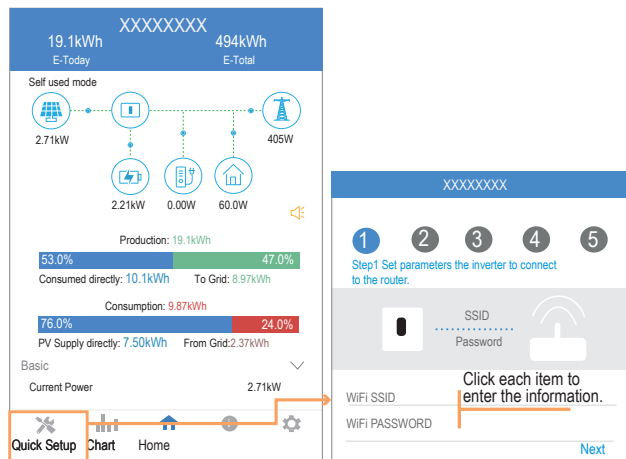 XXXXXXXX
19.1kWh 494kWh
E-Today E-Total
Self used mode
2.71kW 405W
2.21kW 0.00W 60.0W
Production: 19.1kWh
53.0% 47.0%
Consumed directly: 10.1kWh To Grid: 8.97kWh
Consumption: 9.87kWh
76.0% 24.0%
PV Supply directly: 7.50kWh From Grid:2.37kWh
Basic
Current Power 2.71kW
Quick Setup Chart Home
XXXXXXXX
1 2 3 4 5
Step1 Set parameters the inverter to connect
to the router.
SSID
Password
Click each item to
enter the information.
WiFi SSID
WiFi PASSWORD
Next